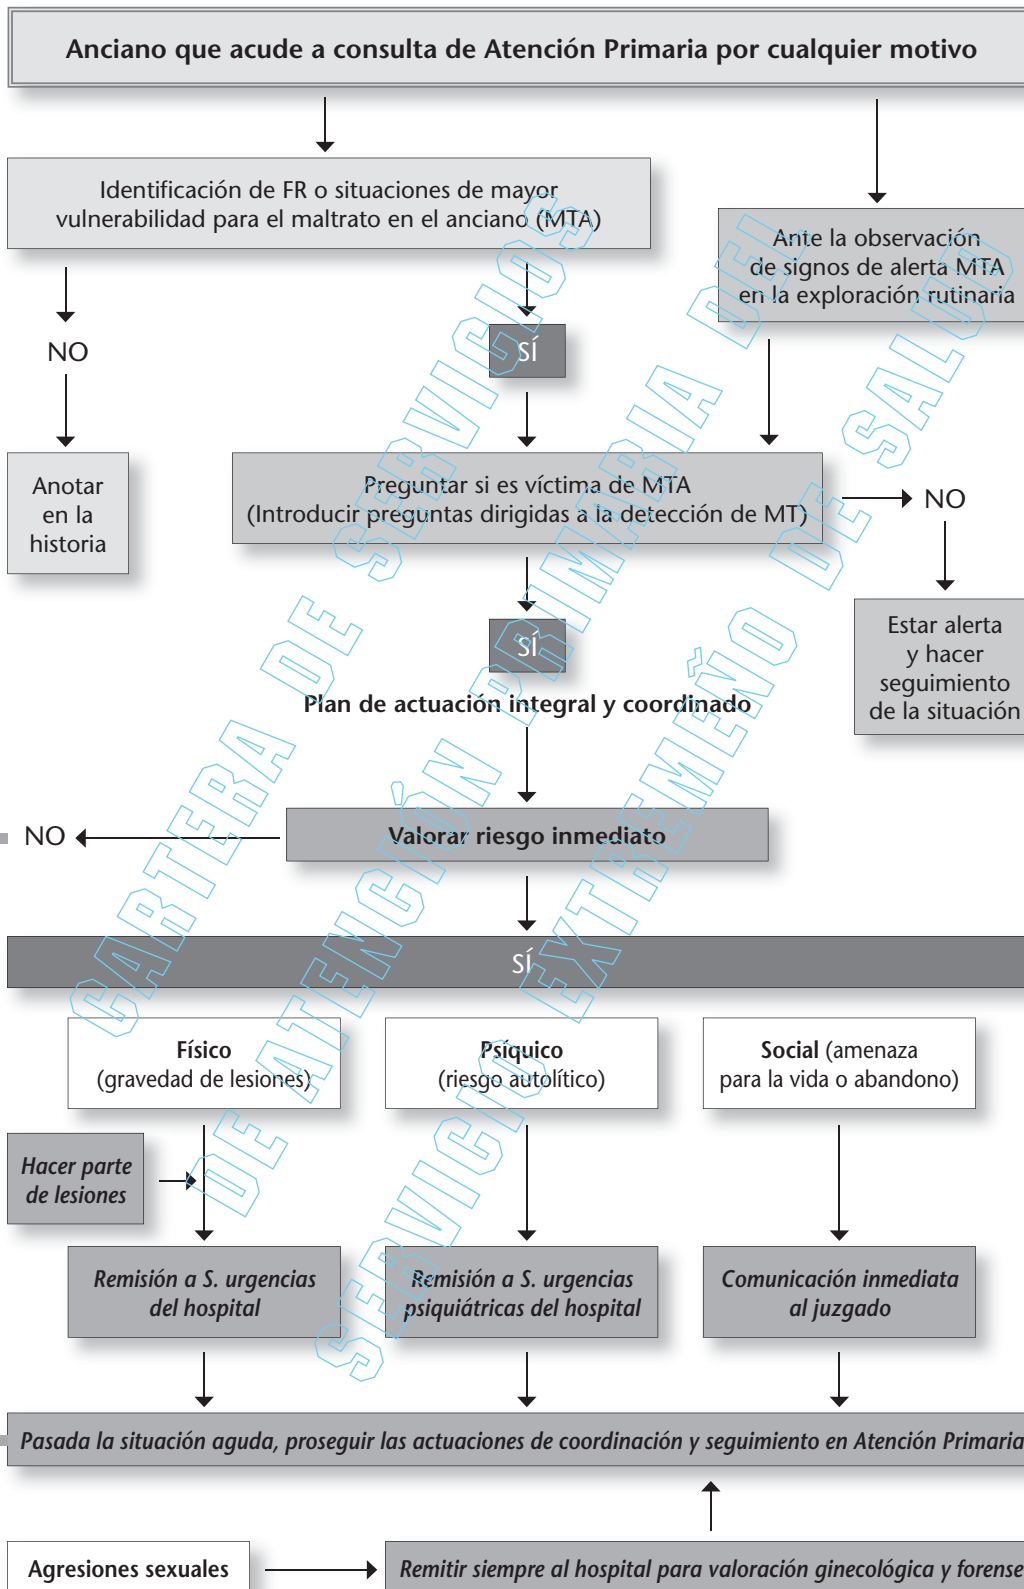 Anciano que acude a consulta de Atención Primaria por cualquier motivo
Identificación de FR o situaciones de mayor
vulnerabilidad para el maltrato en el anciano (MTA)
Ante la observación
de signos de alerta MTA
en la exploración rutinaria
NO
SÍ
Anotar
en la
historia
Preguntar si es víctima de MTA
(Introducir preguntas dirigidas a la detección de MT)
NO
SÍ
Estar alerta
y hacer
seguimiento
de la situación
Plan de actuación integral y coordinado
NO
Valorar riesgo inmediato
SÍ
Físico
(gravedad de lesiones)
Psíquico
(riesgo autolítico)
Social (amenaza
para la vida o abandono)
Hacer parte
de lesiones
Remisión a S. urgencias
del hospital
Remisión a S. urgencias
psiquiátricas del hospital
Comunicación inmediata
al juzgado
Pasada la situación aguda, proseguir las actuaciones de coordinación y seguimiento en Atención Primaria
Agresiones sexuales
Remitir siempre al hospital para valoración ginecológica y forense
CARTERA DE SERVICIOS
DE ATENCIÓN PRIMARIA DEL
SERVICIO EXTREMEÑO DE SALUD